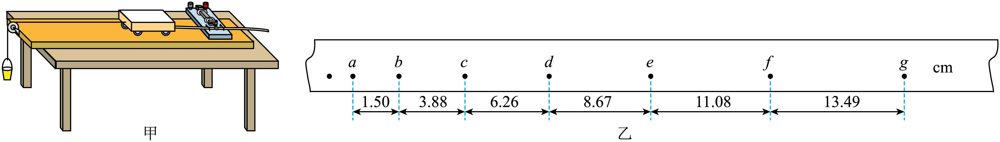 a b c d e f g cm
1.50 3.88 6.26 8.67 11.08 13.49
甲 乙